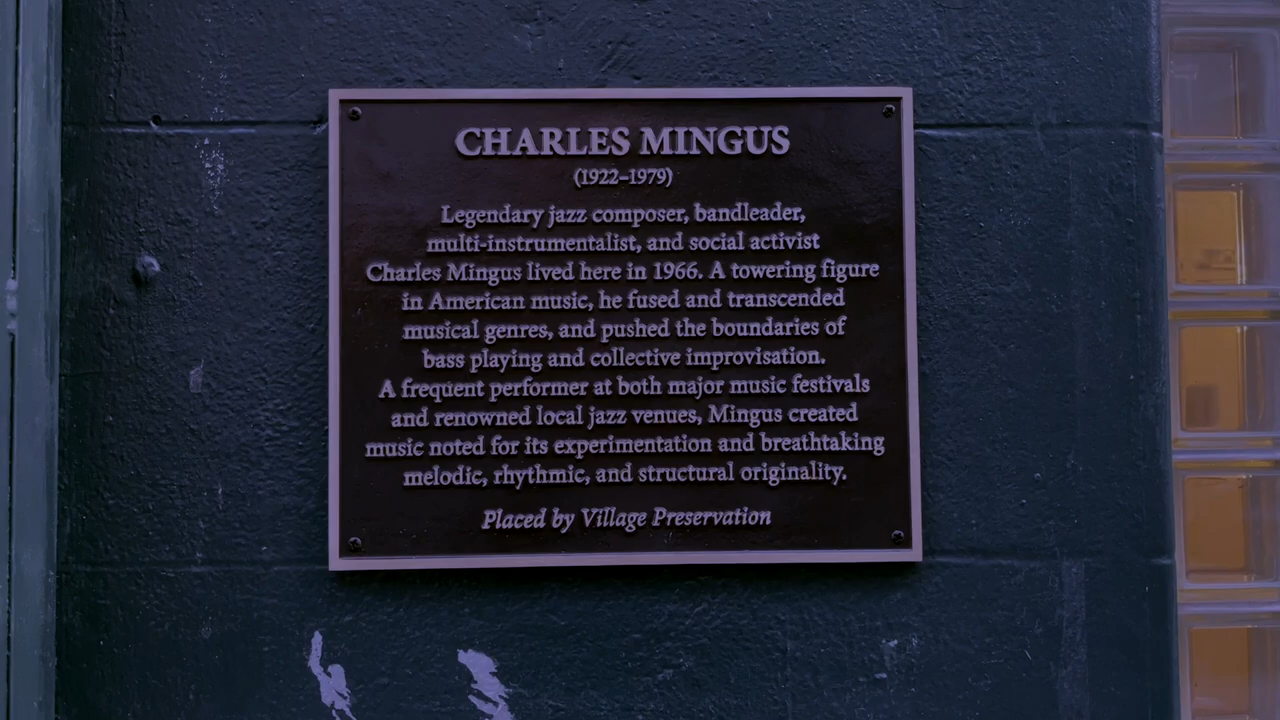 CHARLES MINGUS
(1922–1979)
Legendary jazz composer, bandleader,
multi-instrumentalist, and social activist
Charles Mingus lived here in 1966. A towering figure
in American music, he fused and transcended
musical genres, and pushed the boundaries of
bass playing and collective improvisation.
A frequent performer at both major music festivals
and renowned local jazz venues, Mingus created
music noted for its experimentation and breathtaking
melodic, rhythmic, and structural originality.
Placed by Village Preservation